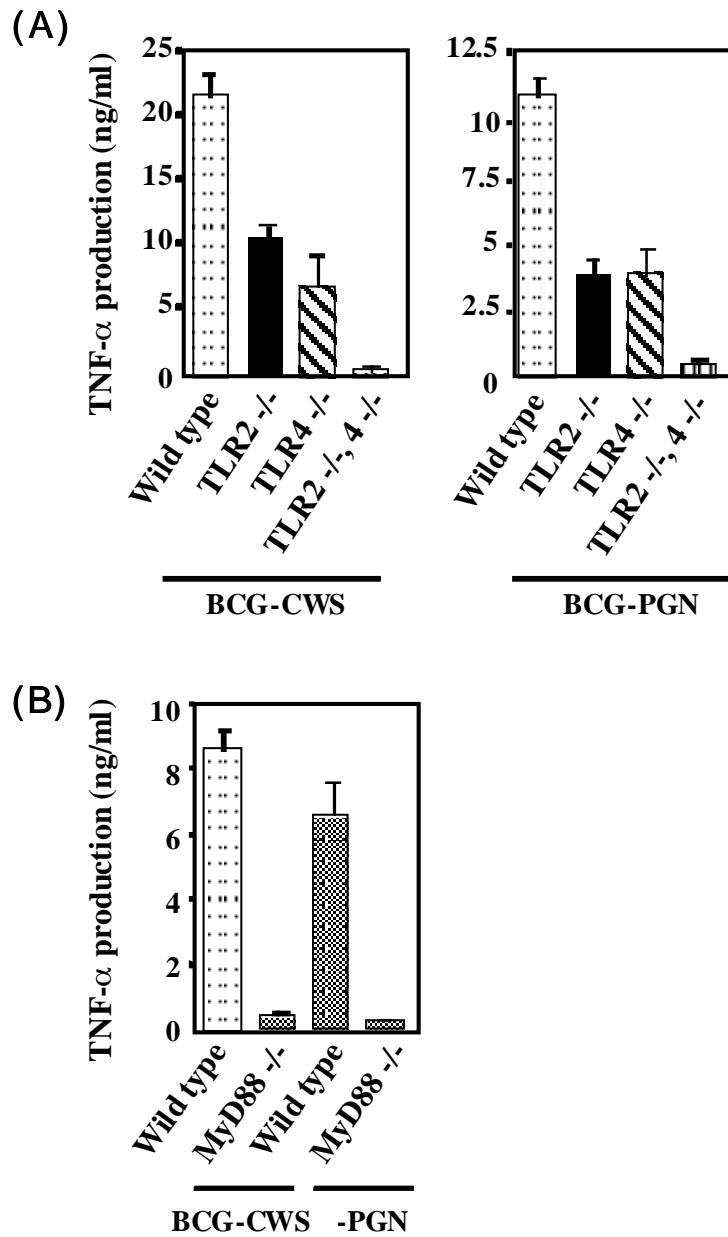 (A)
TNF-α production (ng/ml)
25
20
15
10
5
0
Wild type
TLR2 -/-
TLR4 -/-
TLR2 -/-, 4 -/-
BCG-CWS
12.5
10
7.5
5
2.5
0
Wild type
TLR2 -/-
TLR4 -/-
TLR2 -/-, 4 -/-
BCG-PGN
(B)
TNF-α production (ng/ml)
10
8
6
4
2
0
Wild type
MyD88 -/-
Wild type
MyD88 -/-
BCG-CWS
-PGN